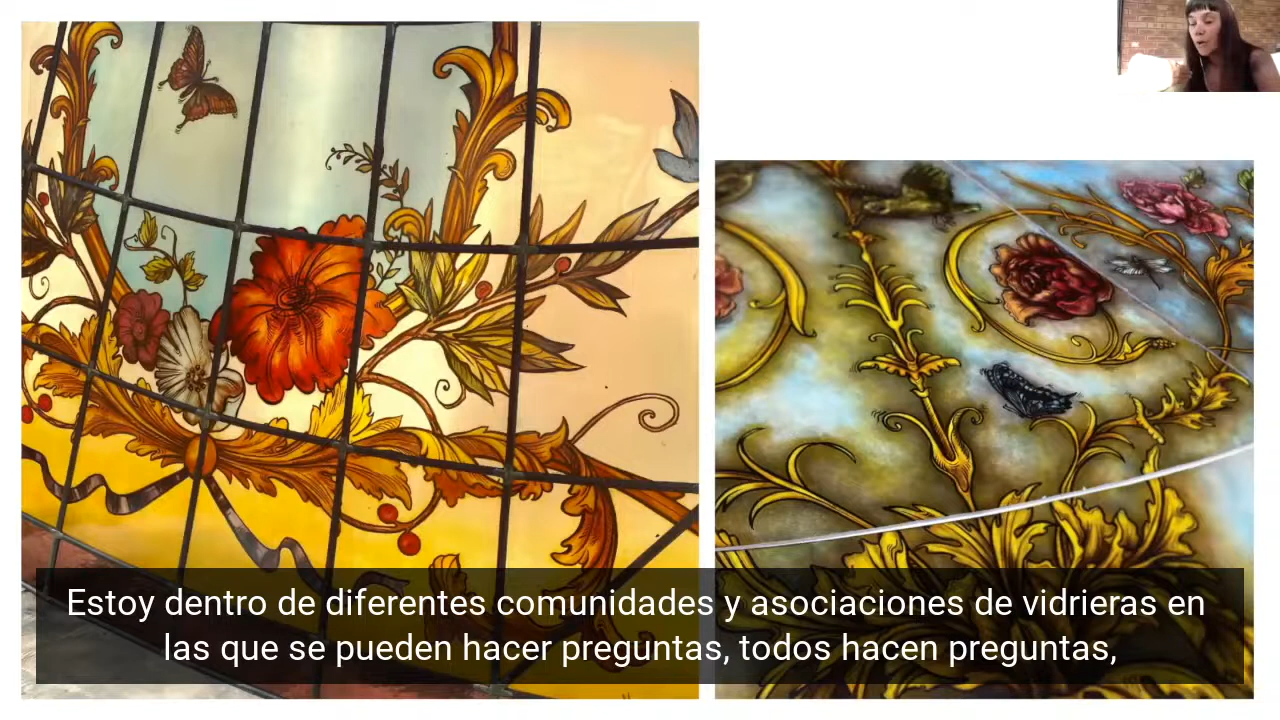 Estoy dentro de diferentes comunidades y asociaciones de vidrieras en
las que se pueden hacer preguntas, todos hacen preguntas,